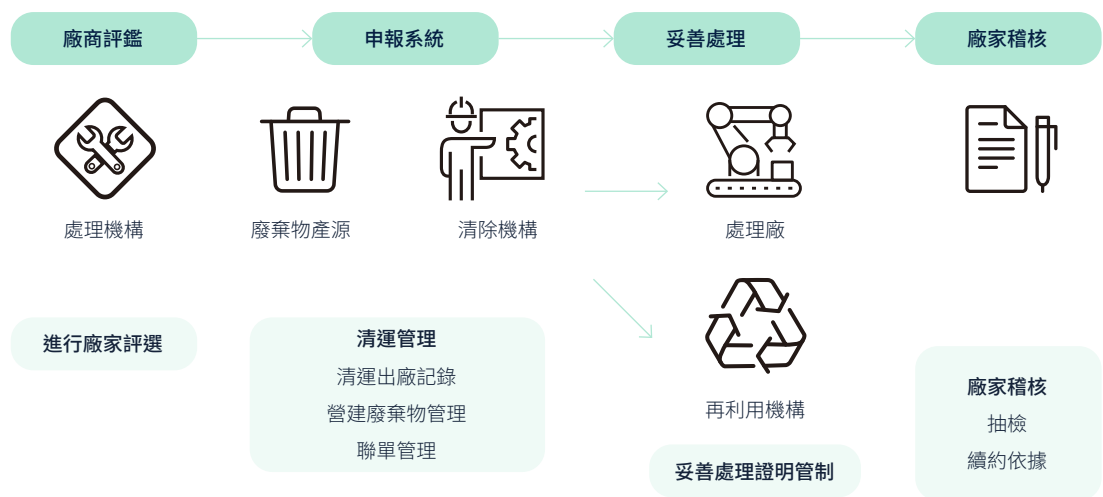 廠商評鑑
申報系統
妥善處理
廠家稽核
處理機構
廢棄物產源
清除機構
處理廠
再利用機構
進行廠家評選
清運管理
清運出廠記錄
營建廢棄物管理
聯單管理
妥善處理證明管制
廠家稽核
抽檢
續約依據